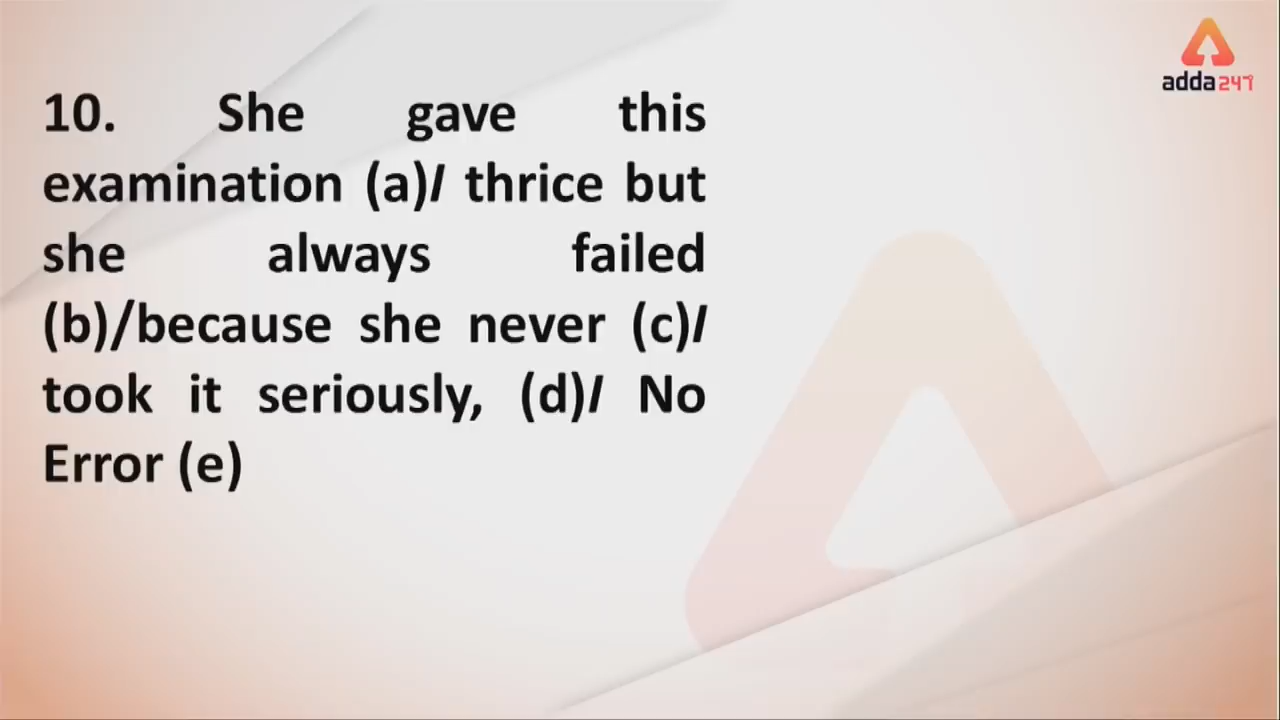 adda247
10. She gave this
examination (a)/ thrice but
she always failed
(b)/because she never (c)/
took it seriously, (d)/ No
Error (e)